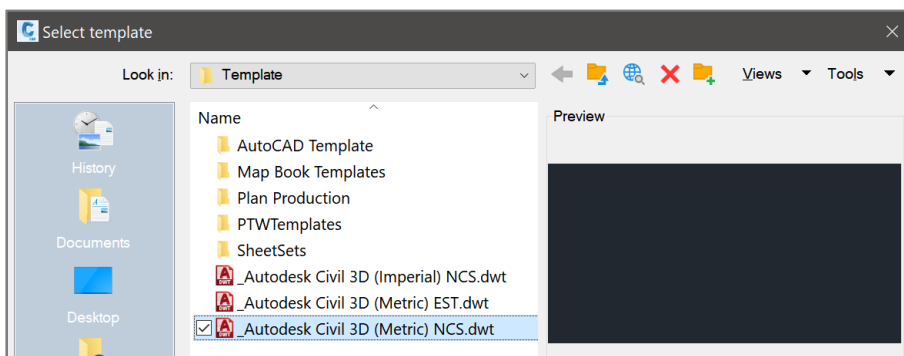 Select template
Look in:
Template
Views
Tools
History
Documents
Desktop
Name
AutoCAD Template
Map Book Templates
Plan Production
PTWTemplates
SheetSets
_Autodesk Civil 3D (Imperial) NCS.dwt
_Autodesk Civil 3D (Metric) EST.dwt
_Autodesk Civil 3D (Metric) NCS.dwt
Preview